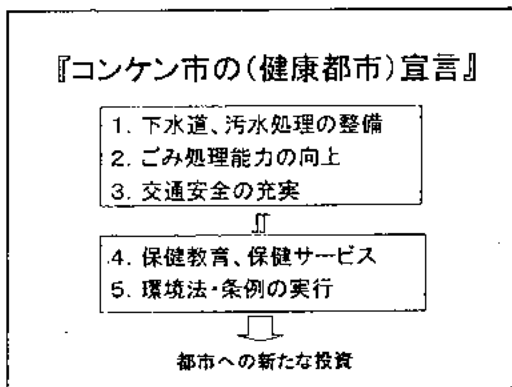 『コンケン市の(健康都市)宣言』
1. 下水道、汚水処理の整備
2. ごみ処理能力の向上
3. 交通安全の充実
4. 保健教育、保健サービス
5. 環境法・条例の実行
都市への新たな投資